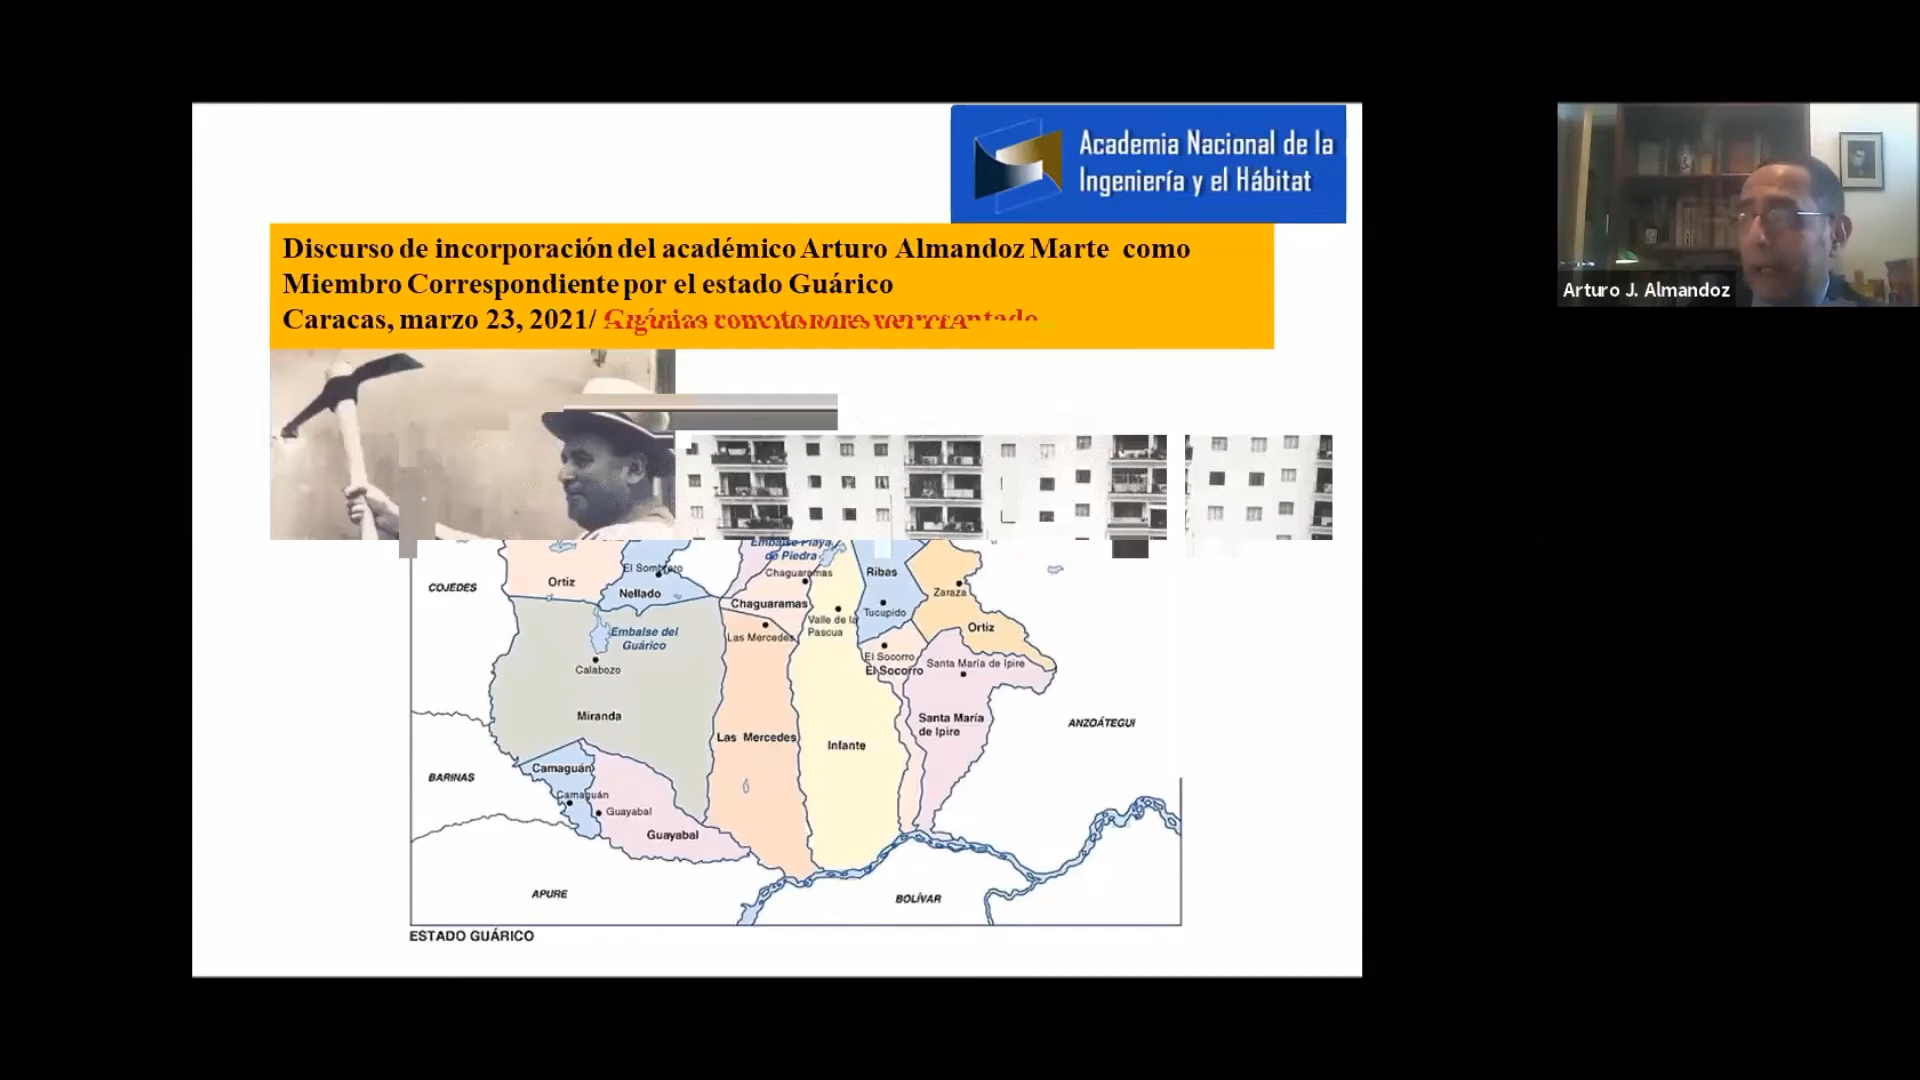 Academia Nacional de la
Ingeniería y el Hábitat
Discurso de incorporación del académico Arturo Almandoz Marte como
Miembro Correspondiente por el estado Guárico
Caracas, marzo 23, 2021/
Arturo J. Almandoz
Embalse Playa
de Piedra
COJEDES
Ortiz
El Sombrero
Nellado
Chaguaramas
Chaguaramas
Ribas
Tucupido
Zaraza
Ortiz
Embalse del
Guárico
Las Mercedes
Valle de la
Pascua
El Socorro
El Socorro
Santa María de Ipire
Calabozo
Miranda
Las Mercedes
Infante
Santa María
de Ipire
ANZOÁTEGUI
BARINAS
Camaguán
Camaguán
Guayabal
Guayabal
APURE
BOLÍVAR
ESTADO GUÁRICO